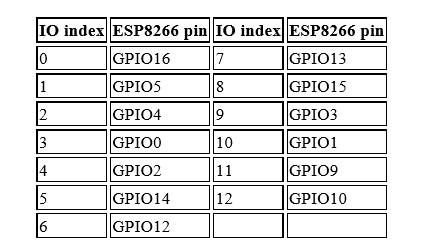 IO index ESP8266 pin IO index ESP8266 pin
0 GPIO16 7 GPIO13
1 GPIO5 8 GPIO15
2 GPIO4 9 GPIO3
3 GPIO0 10 GPIO1
4 GPIO2 11 GPIO9
5 GPIO14 12 GPIO10
6 GPIO12